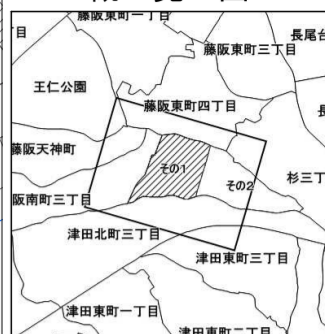 藤阪東町一丁目
丁目
長尾台
藤阪東町三丁目
王仁公園
藤阪東町四丁目
長
藤阪天神町
その1
その2
杉三丁
阪南町三丁目
津田北町三丁目
津田東町三丁目
津田東町一丁目
津田東町二丁目